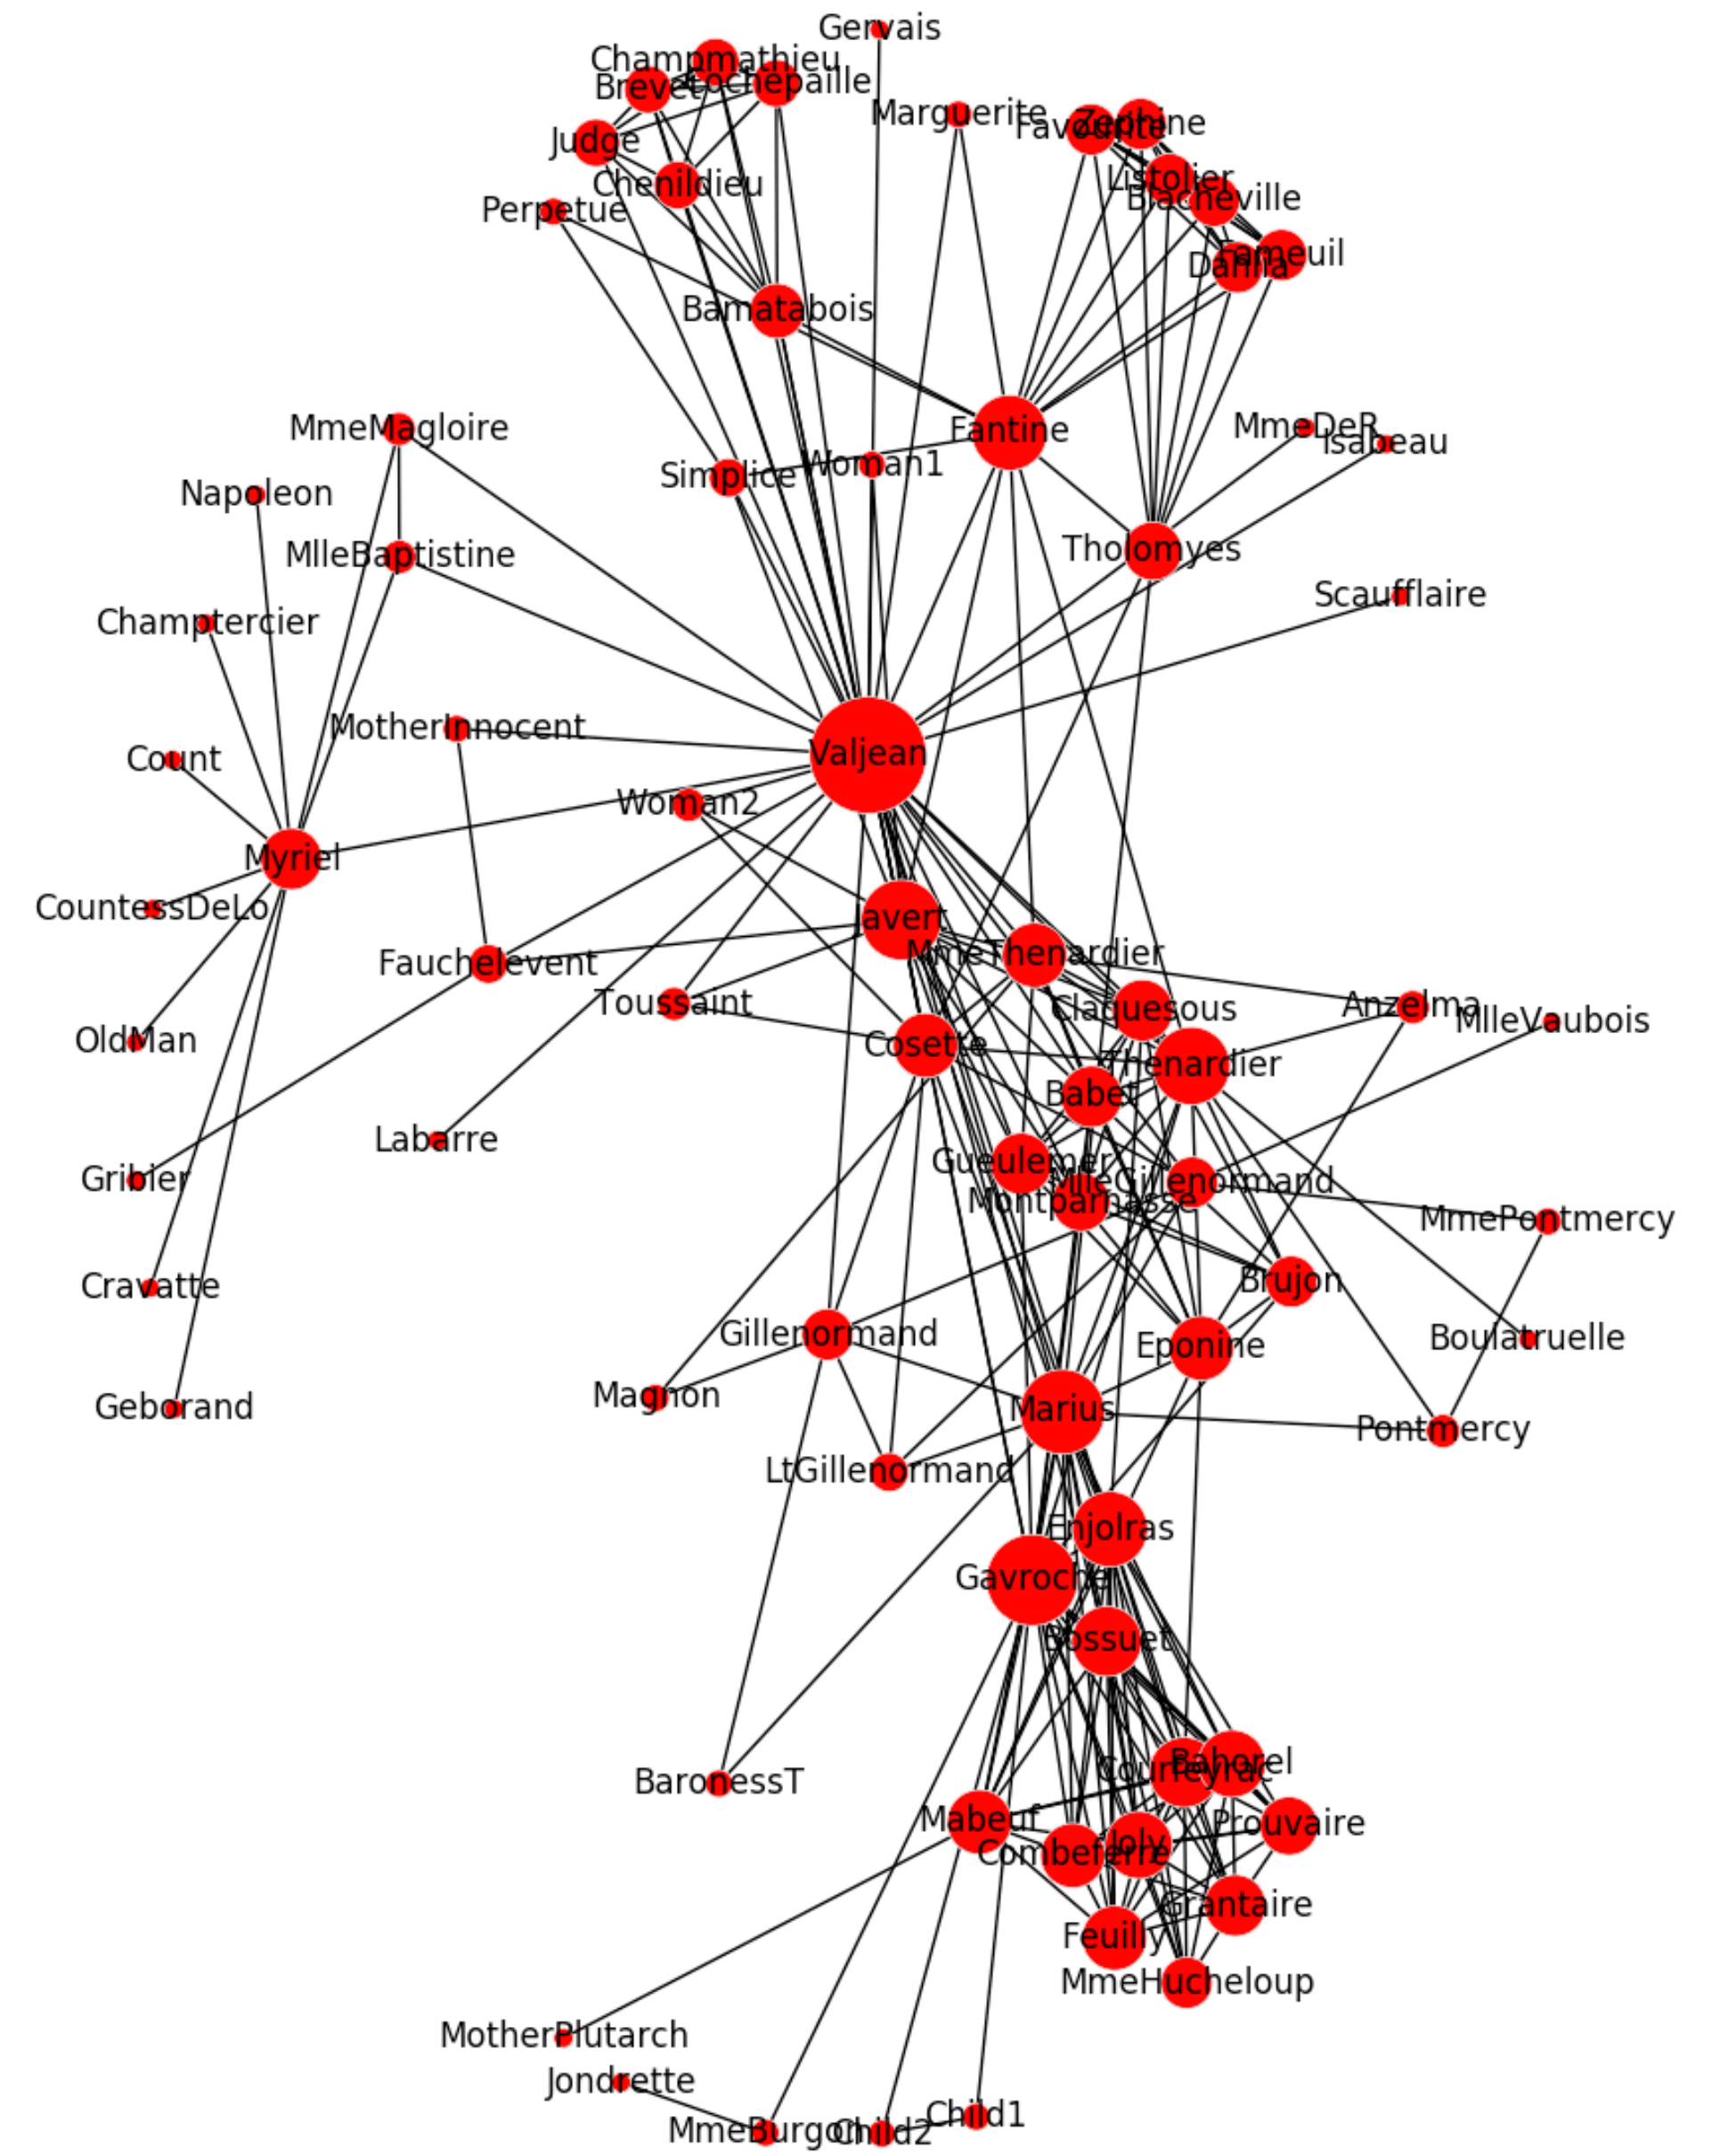 Gervais
Champmathieu
Brevet
Cochepaille
Marguerite
Favourite
Zephine
Judge
Chenildieu
Listolier
Blacheville
Perpetue
Fameuil
Dahlia
Bamatabois
MmeMagloire
Fantine
MmeDeR
Isabeau
Simplice
Woman1
Napoleon
MlleBaptistine
Tholomyes
Scaufflaire
Champtercier
MotherInnocent
Valjean
Count
Woman2
Myriel
CountessDeLo
Javert
MmeThenardier
Fauchelevent
Toussaint
Claquesous
Anzelma
MlleVaubois
OldMan
Cosette
Thenardier
Babet
Labarre
Gribier
Gueulemer
MlleGillenormand
Montparnasse
MmePontmercy
Cravatte
Brujon
Gillenormand
Eponine
Boulatruelle
Magnon
Geborand
Marius
Pontmercy
LtGillenormand
Enjolras
Gavroche
Bossuet
BaronessT
Courfeyrac
Bahorel
Mabeuf
Prouvaire
Combeferre
Joly
Grantaire
Feuilly
MmeHucheloup
MotherPlutarch
Jondrette
MmeBurgon
Child2
Child1